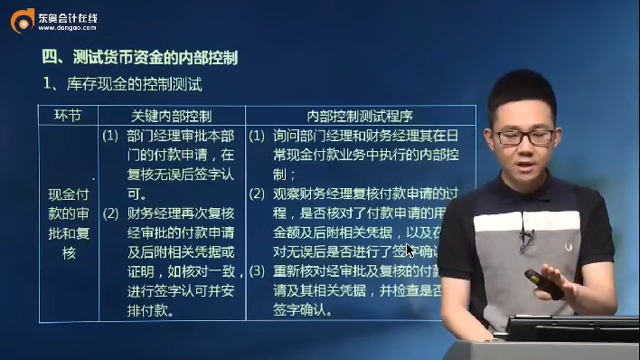 东奥会计在线
www.dongao.com
四、测试货币资金的内部控制
1、库存现金的控制测试
环节
关键内部控制
内部控制测试程序
现金付
款的审
批和复
核
(1) 部门经理审批本部
门的付款申请，在
复核无误后签字认
可。
(2) 财务经理再次复核
经审批的付款申请
及后附相关凭据或
证明，如核对一致，
进行签字认可并安
排付款。
(1) 询问部门经理和财务经理其在日
常现金付款业务中执行的内部控
制；
(2) 观察财务经理复核付款申请的过
程，是否核对了付款申请的用
金额及后附相关凭据，以及在
对无误后是否进行了签字确
(3) 重新核对经审批及复核的付款
请及其相关凭据，并检查是否
签字确认。